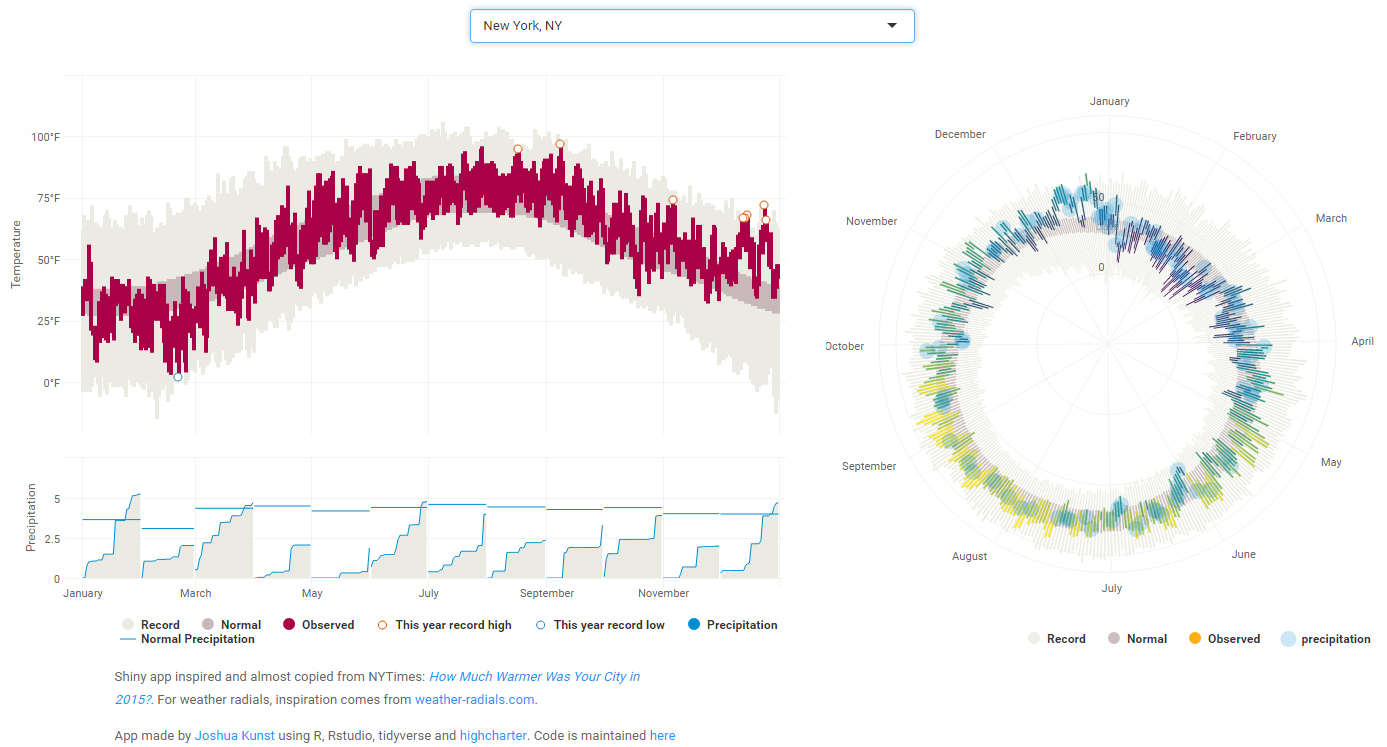 New York, NY
100°F
75°F
50°F
25°F
0°F
Temperature
5
2.5
0
Precipitation
January
March
May
July
September
November
Record
Normal
Observed
This year record high
This year record low
Precipitation
Normal Precipitation
Shiny app inspired and almost copied from NYTimes: How Much Warmer Was Your City in
2015?. For weather radials, inspiration comes from weather-radials.com.
App made by Joshua Kunst using R, Rstudio, tidyverse and highcharter. Code is maintained here
January
February
March
April
May
June
July
August
September
October
November
December
50
0
Record
Normal
Observed
precipitation